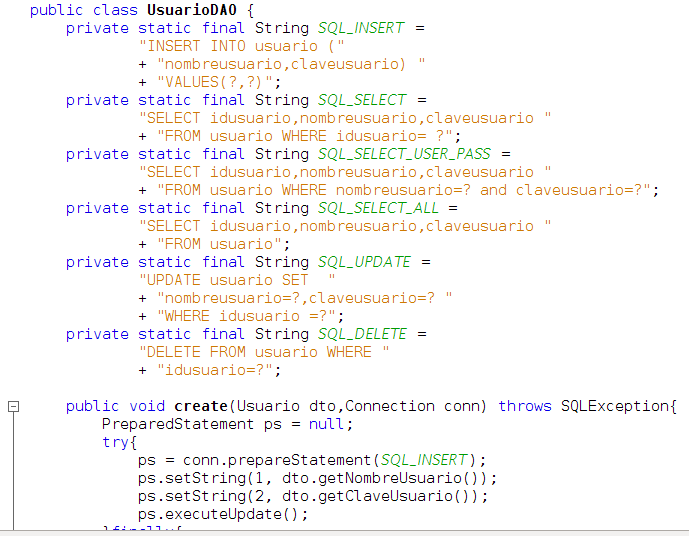 public class UsuarioDAO {
    private static final String SQL_INSERT =
            "INSERT INTO usuario ("
            + "nombreusuario,claveusuario) "
            + "VALUES(?,?)";
    private static final String SQL_SELECT =
            "SELECT idusuario,nombreusuario,claveusuario "
            + "FROM usuario WHERE idusuario= ?";
    private static final String SQL_SELECT_USER_PASS =
            "SELECT idusuario,nombreusuario,claveusuario "
            + "FROM usuario WHERE nombreusuario=? and claveusuario=?";
    private static final String SQL_SELECT_ALL =
            "SELECT idusuario,nombreusuario,claveusuario "
            + "FROM usuario";
    private static final String SQL_UPDATE =
            "UPDATE usuario SET  "
            + "nombreusuario=?,claveusuario=? "
            + "WHERE idusuario =?";
    private static final String SQL_DELETE =
            "DELETE FROM usuario WHERE "
            + "idusuario=?";
    public void create(Usuario dto,Connection conn) throws SQLException{
        PreparedStatement ps = null;
        try{
            ps = conn.prepareStatement(SQL_INSERT);
            ps.setString(1, dto.getNombreUsuario());
            ps.setString(2, dto.getClaveUsuario());
            ps.executeUpdate();
        }finally{